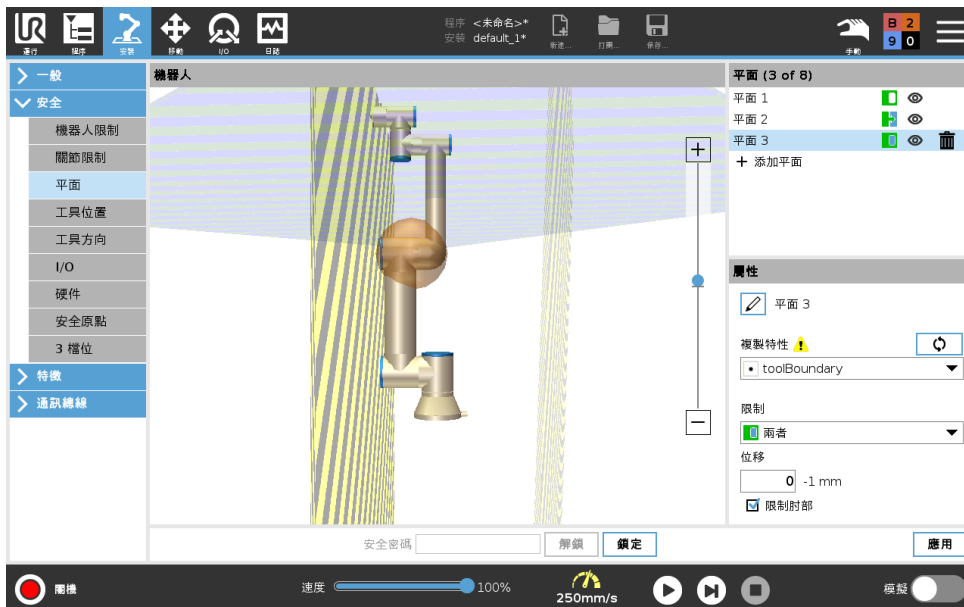 UR
運行
程序
安裝
移動
I/O
日誌
程序 <未命名>*
安裝 default_1*
新建...
打開...
保存...
手動
B 2
9 0
一般
安全
機器人限制
關節限制
平面
工具位置
工具方向
I/O
硬件
安全原點
3 檔位
特徵
通訊總線
機器人
平面 (3 of 8)
平面 1
平面 2
平面 3
添加平面
屬性
平面 3
複製特性
toolBoundary
限制
兩者
位移
0 -1 mm
限制肘部
安全密碼
解鎖
鎖定
應用
關機
速度
100%
250mm/s
模擬